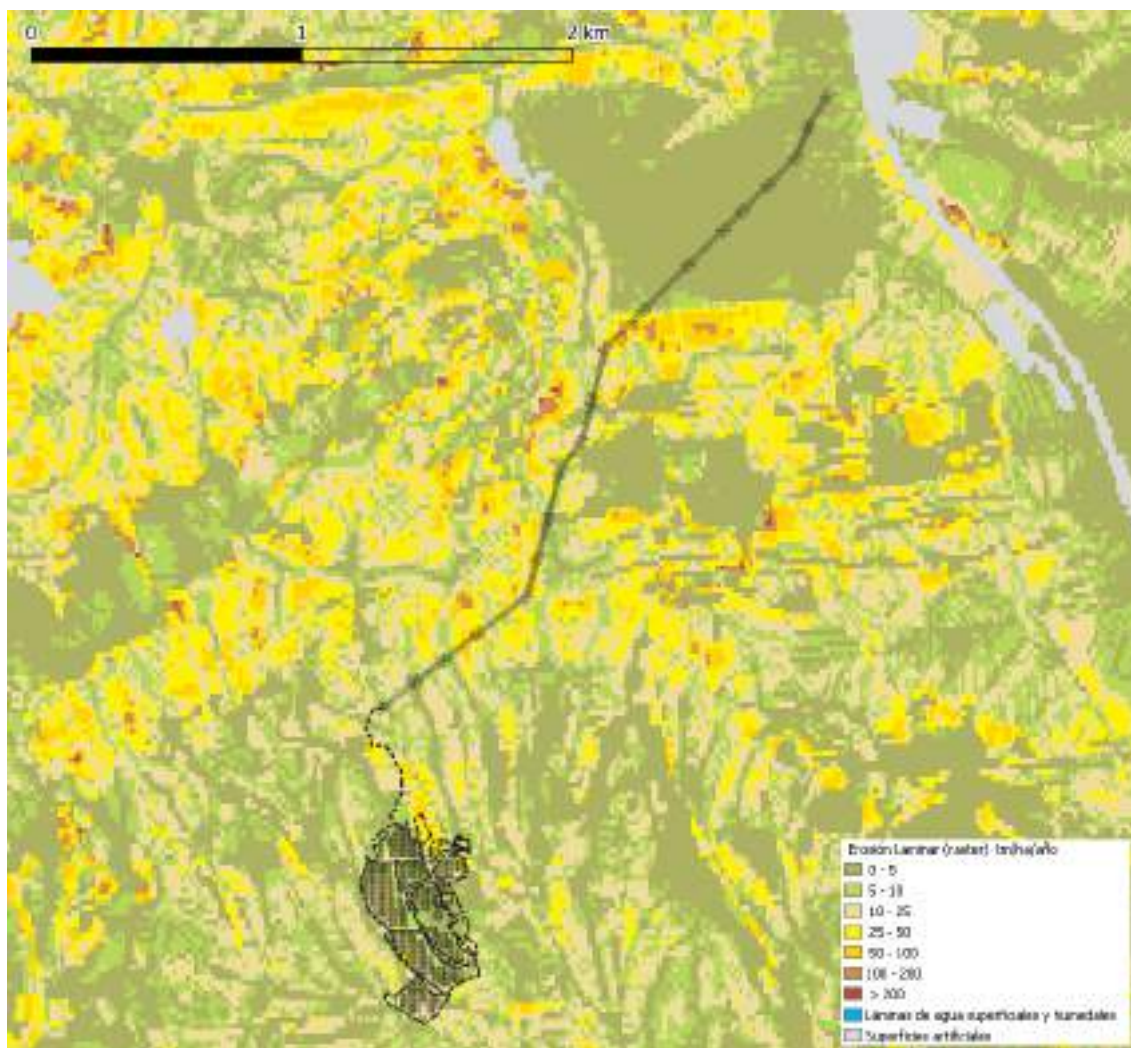 0 1 2 km
Erosión Laminar (raster) tm/ha/año
0 - 5
5 - 10
10 - 25
25 - 50
50 - 100
100 - 200
> 200
Láminas de agua superficiales y humedales
Superficies artificiales